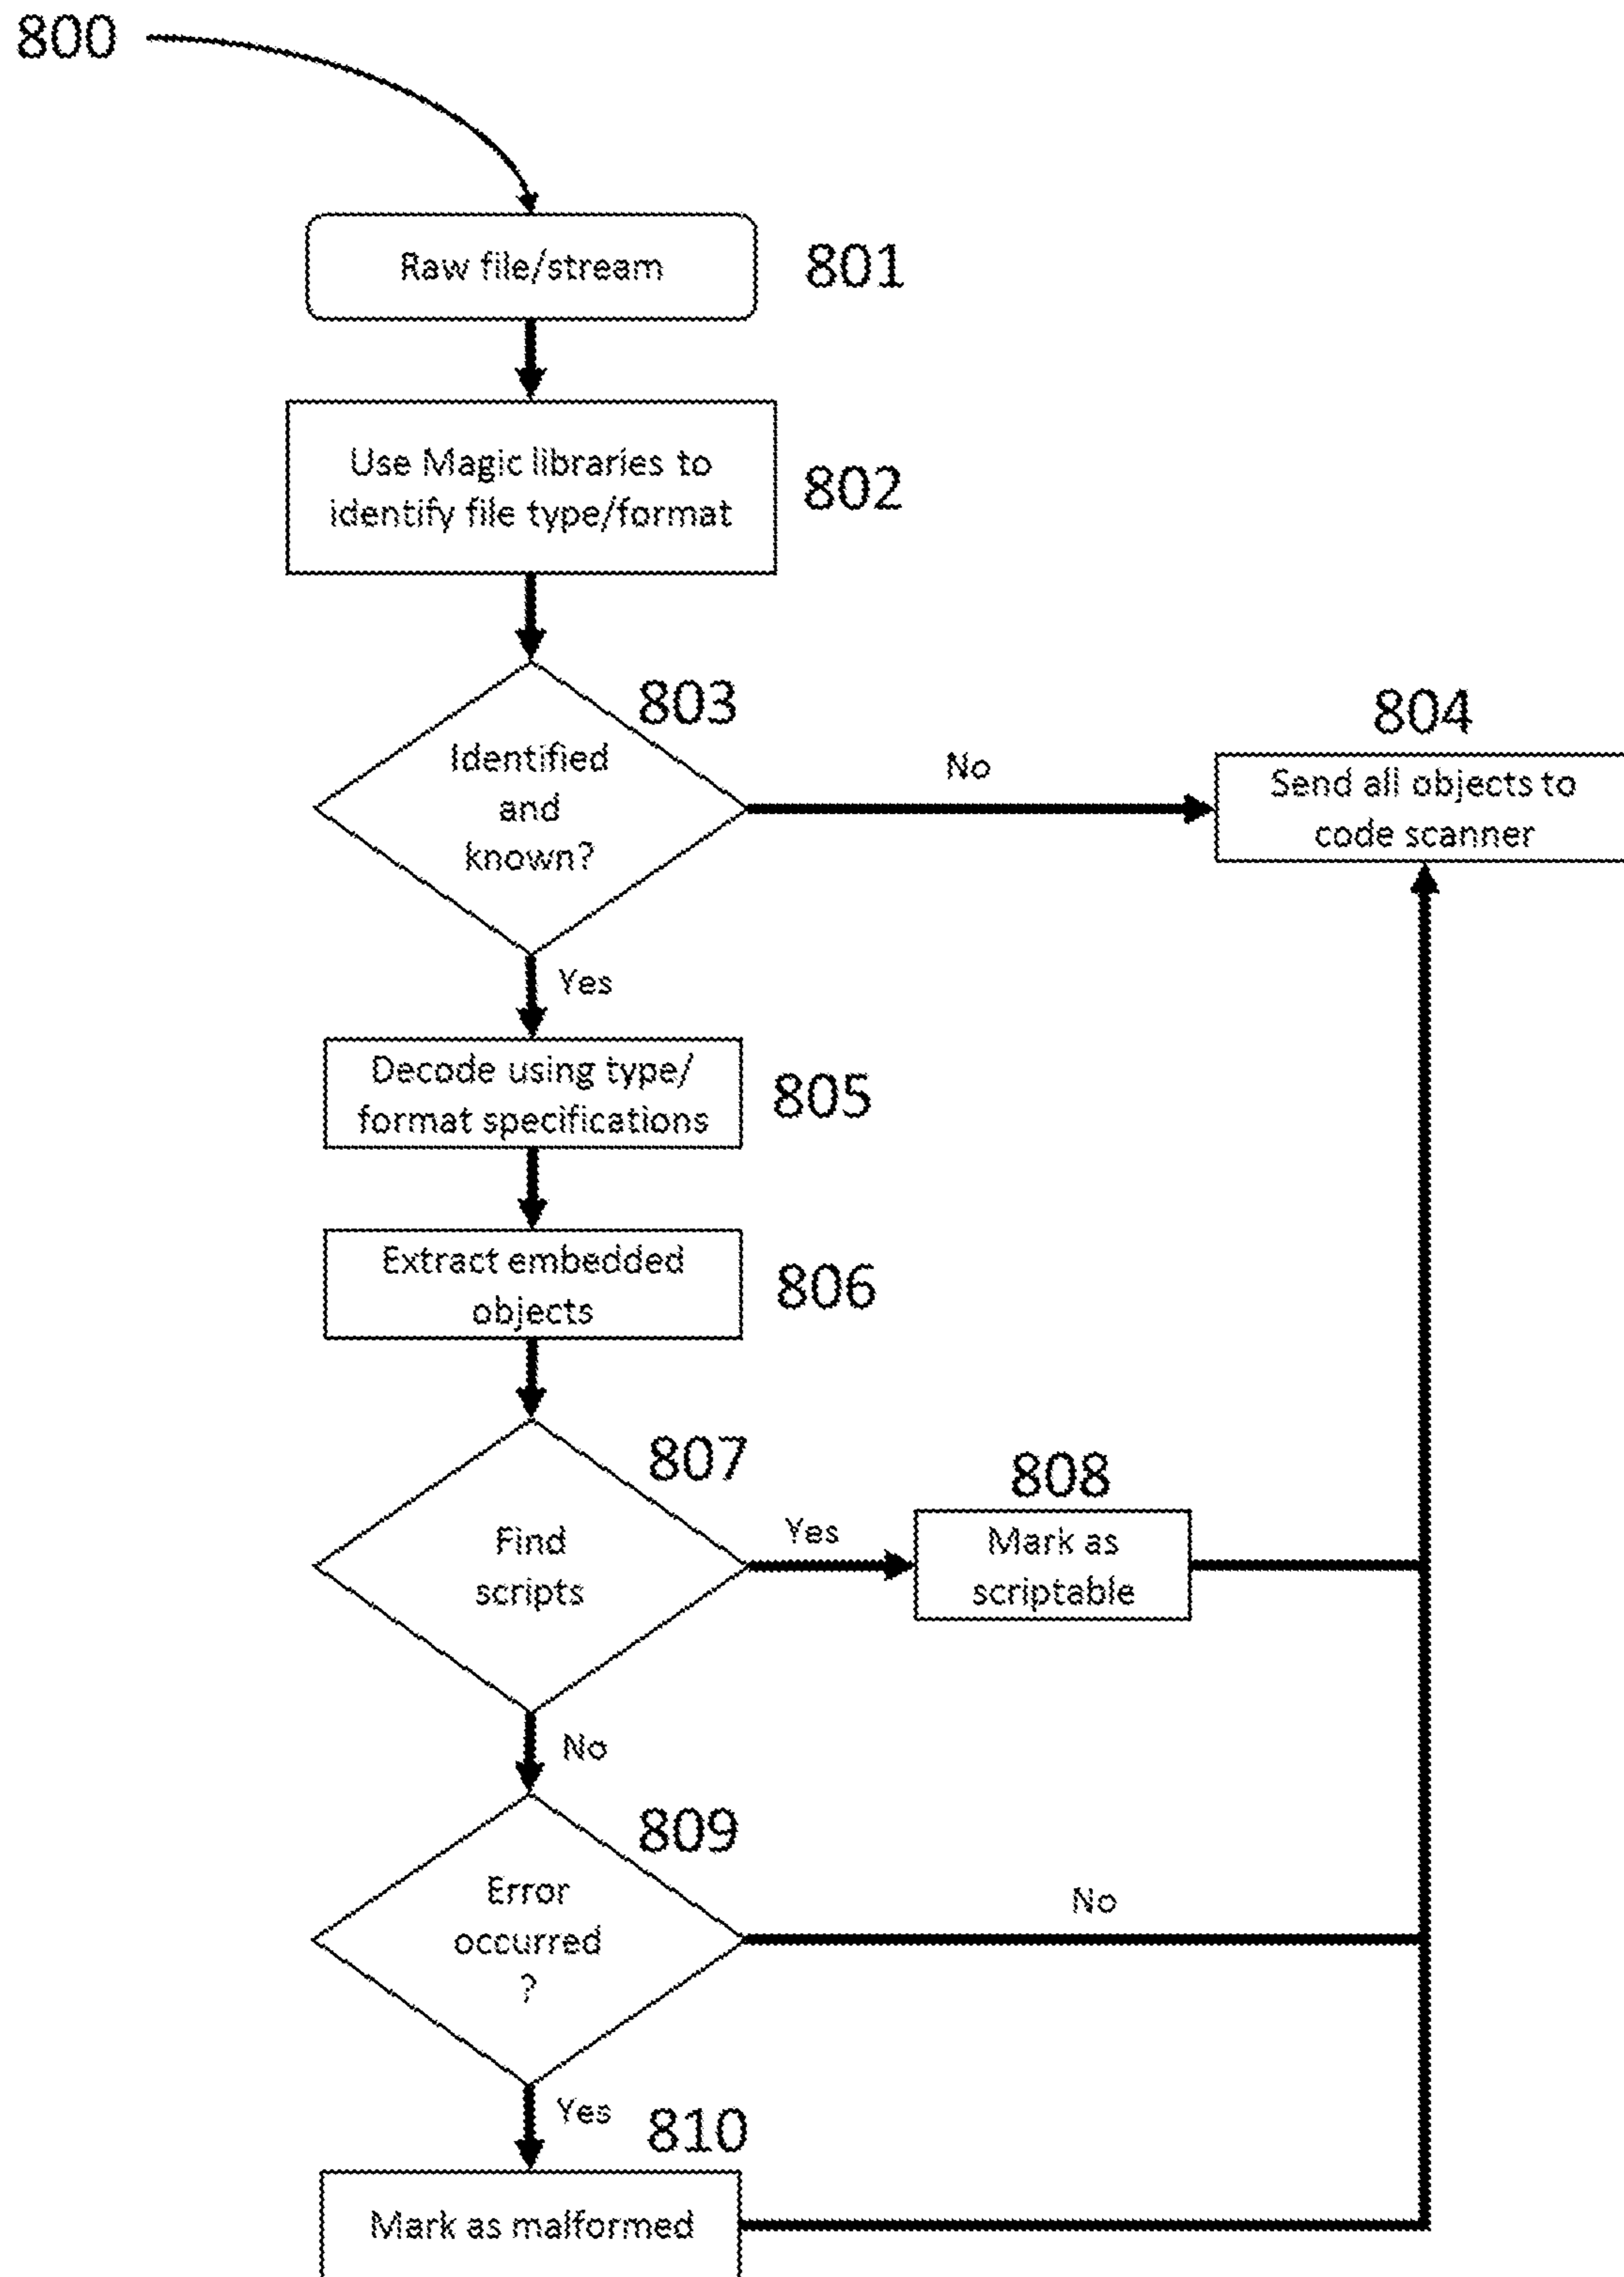 800
Raw file/stream
801
Use Magic libraries to
identify file type/format
802
803
Identified
and
known?
No
804
Send all objects to
code scanner
Yes
Decode using type/
format specifications
805
Extract embedded
objects
806
807
Find
scripts
Yes
808
Mark as
scriptable
No
809
Error
occurred
?
No
Yes
810
Mark as malformed